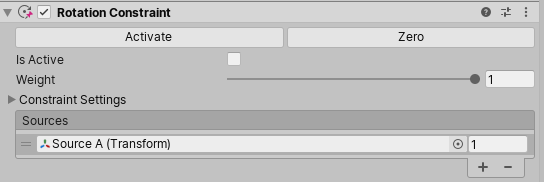 Rotation Constraint
Activate Zero
Is Active
Weight 1
Constraint Settings
Sources
Source A (Transform) 1